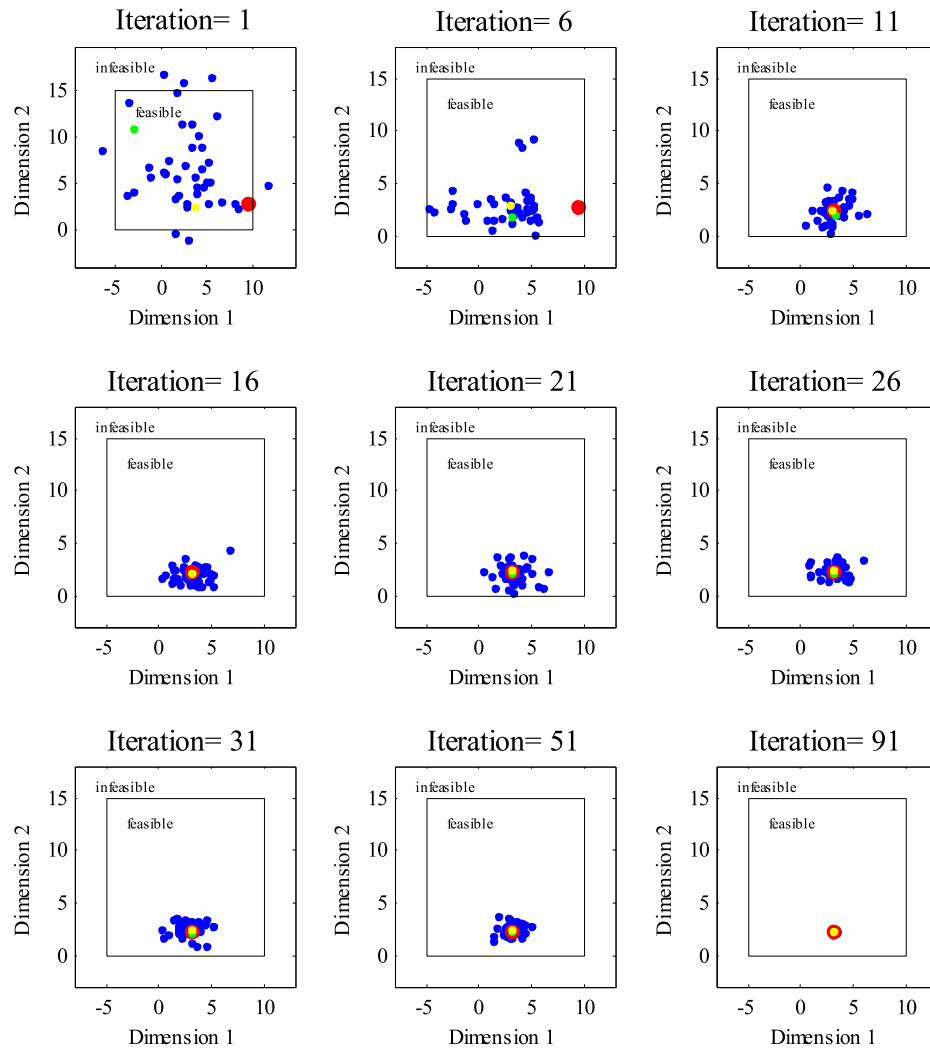 Iteration= 1
infeasible
feasible
15
10
5
0
-5 0 5 10
Dimension 1
Dimension 2
Iteration= 6
infeasible
feasible
15
10
5
0
-5 0 5 10
Dimension 1
Dimension 2
Iteration= 11
infeasible
feasible
15
10
5
0
-5 0 5 10
Dimension 1
Dimension 2
Iteration= 16
infeasible
feasible
15
10
5
0
-5 0 5 10
Dimension 1
Dimension 2
Iteration= 21
infeasible
feasible
15
10
5
0
-5 0 5 10
Dimension 1
Dimension 2
Iteration= 26
infeasible
feasible
15
10
5
0
-5 0 5 10
Dimension 1
Dimension 2
Iteration= 31
infeasible
feasible
15
10
5
0
-5 0 5 10
Dimension 1
Dimension 2
Iteration= 51
infeasible
feasible
15
10
5
0
-5 0 5 10
Dimension 1
Dimension 2
Iteration= 91
infeasible
feasible
15
10
5
0
-5 0 5 10
Dimension 1
Dimension 2